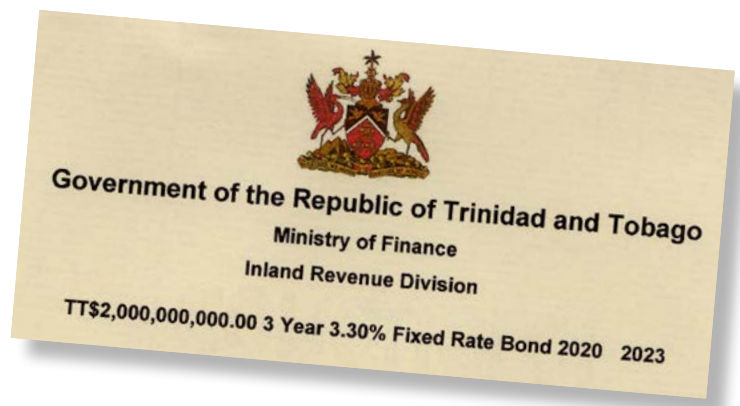 Government of the Republic of Trinidad and Tobago
Ministry of Finance
Inland Revenue Division
TT$2,000,000,000.00 3 Year 3.30% Fixed Rate Bond 2020 2023